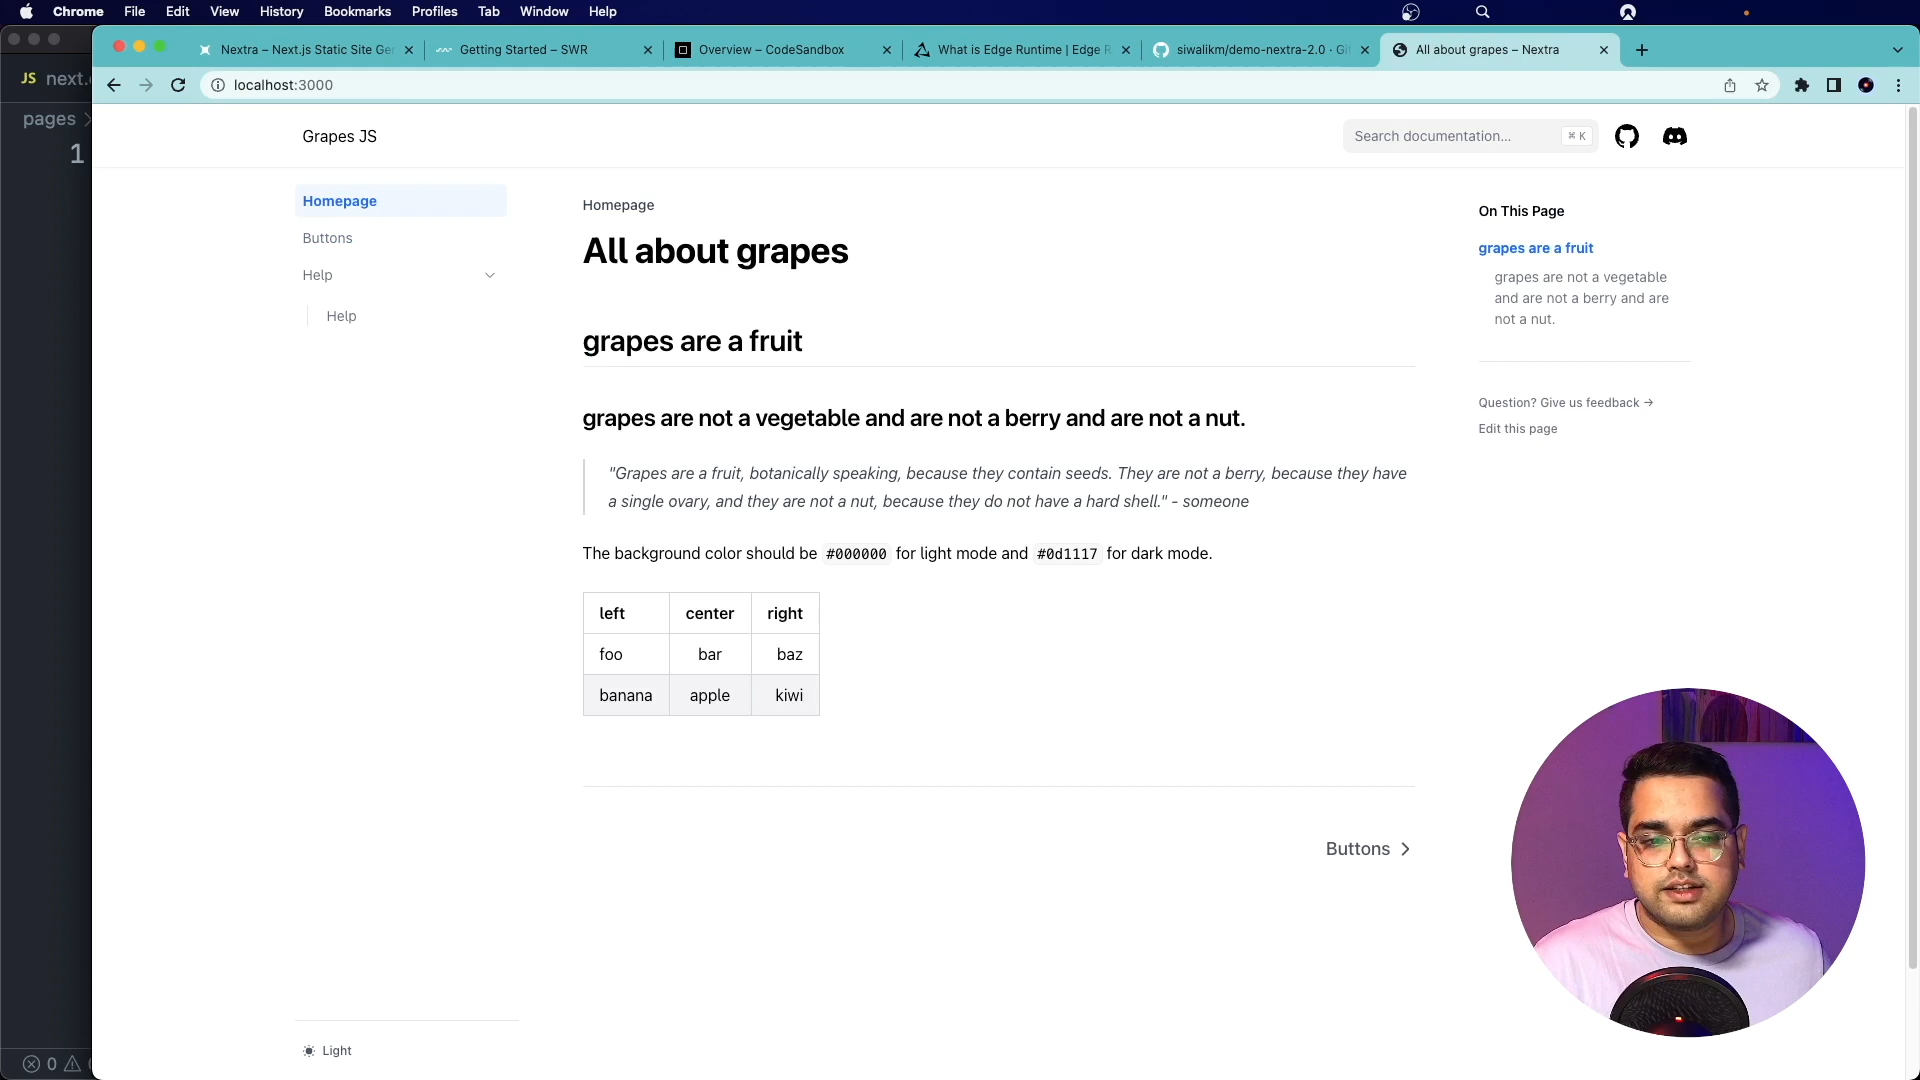 Chrome File Edit View History Bookmarks Profiles Tab Window Help
Nextra – Next.js Static Site Ger
Getting Started – SWR
Overview – CodeSandbox
What is Edge Runtime | Edge R
siwalikm/demo-nextra-2.0 · Git
All about grapes – Nextra
JS next.
localhost:3000
pages
1
Grapes JS
Search documentation...
⌘ K
Homepage
Buttons
Help
Help
Light
Homepage
All about grapes
grapes are a fruit
grapes are not a vegetable and are not a berry and are not a nut.
"Grapes are a fruit, botanically speaking, because they contain seeds. They are not a berry, because they have
a single ovary, and they are not a nut, because they do not have a hard shell." - someone
The background color should be #000000 for light mode and #0d1117 for dark mode.
left center right
foo bar baz
banana apple kiwi
Buttons
On This Page
grapes are a fruit
grapes are not a vegetable
and are not a berry and are
not a nut.
Question? Give us feedback →
Edit this page
0